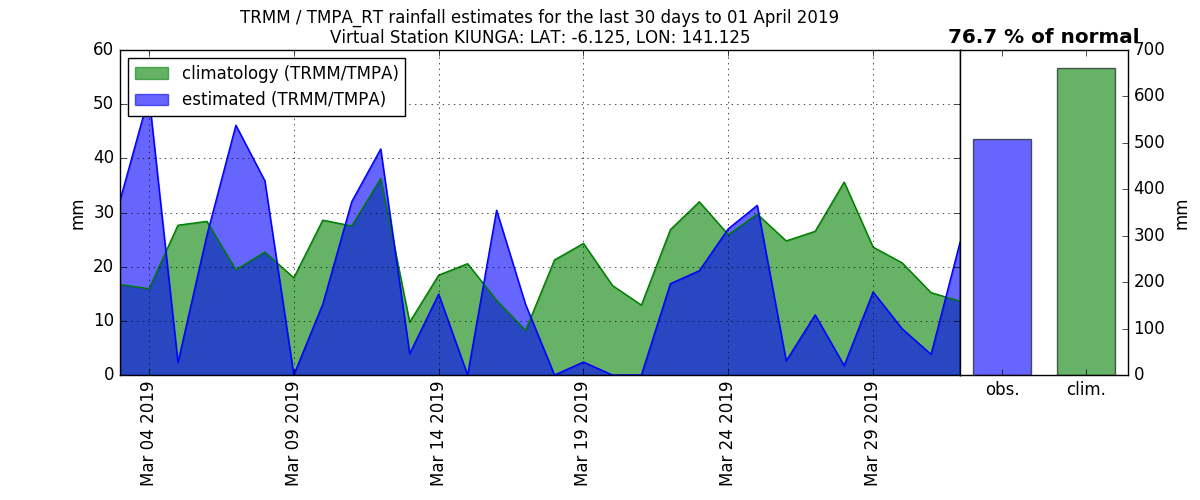 TRMM / TMPA_RT rainfall estimates for the last 30 days to 01 April 2019
Virtual Station KIUNGA: LAT: -6.125, LON: 141.125
76.7 % of normal
climatology (TRMM/TMPA)
estimated (TRMM/TMPA)
60
50
40
30
20
10
0
mm
Mar 04 2019
Mar 09 2019
Mar 14 2019
Mar 19 2019
Mar 24 2019
Mar 29 2019
obs.
clim.
700
600
500
400
300
200
100
0
mm